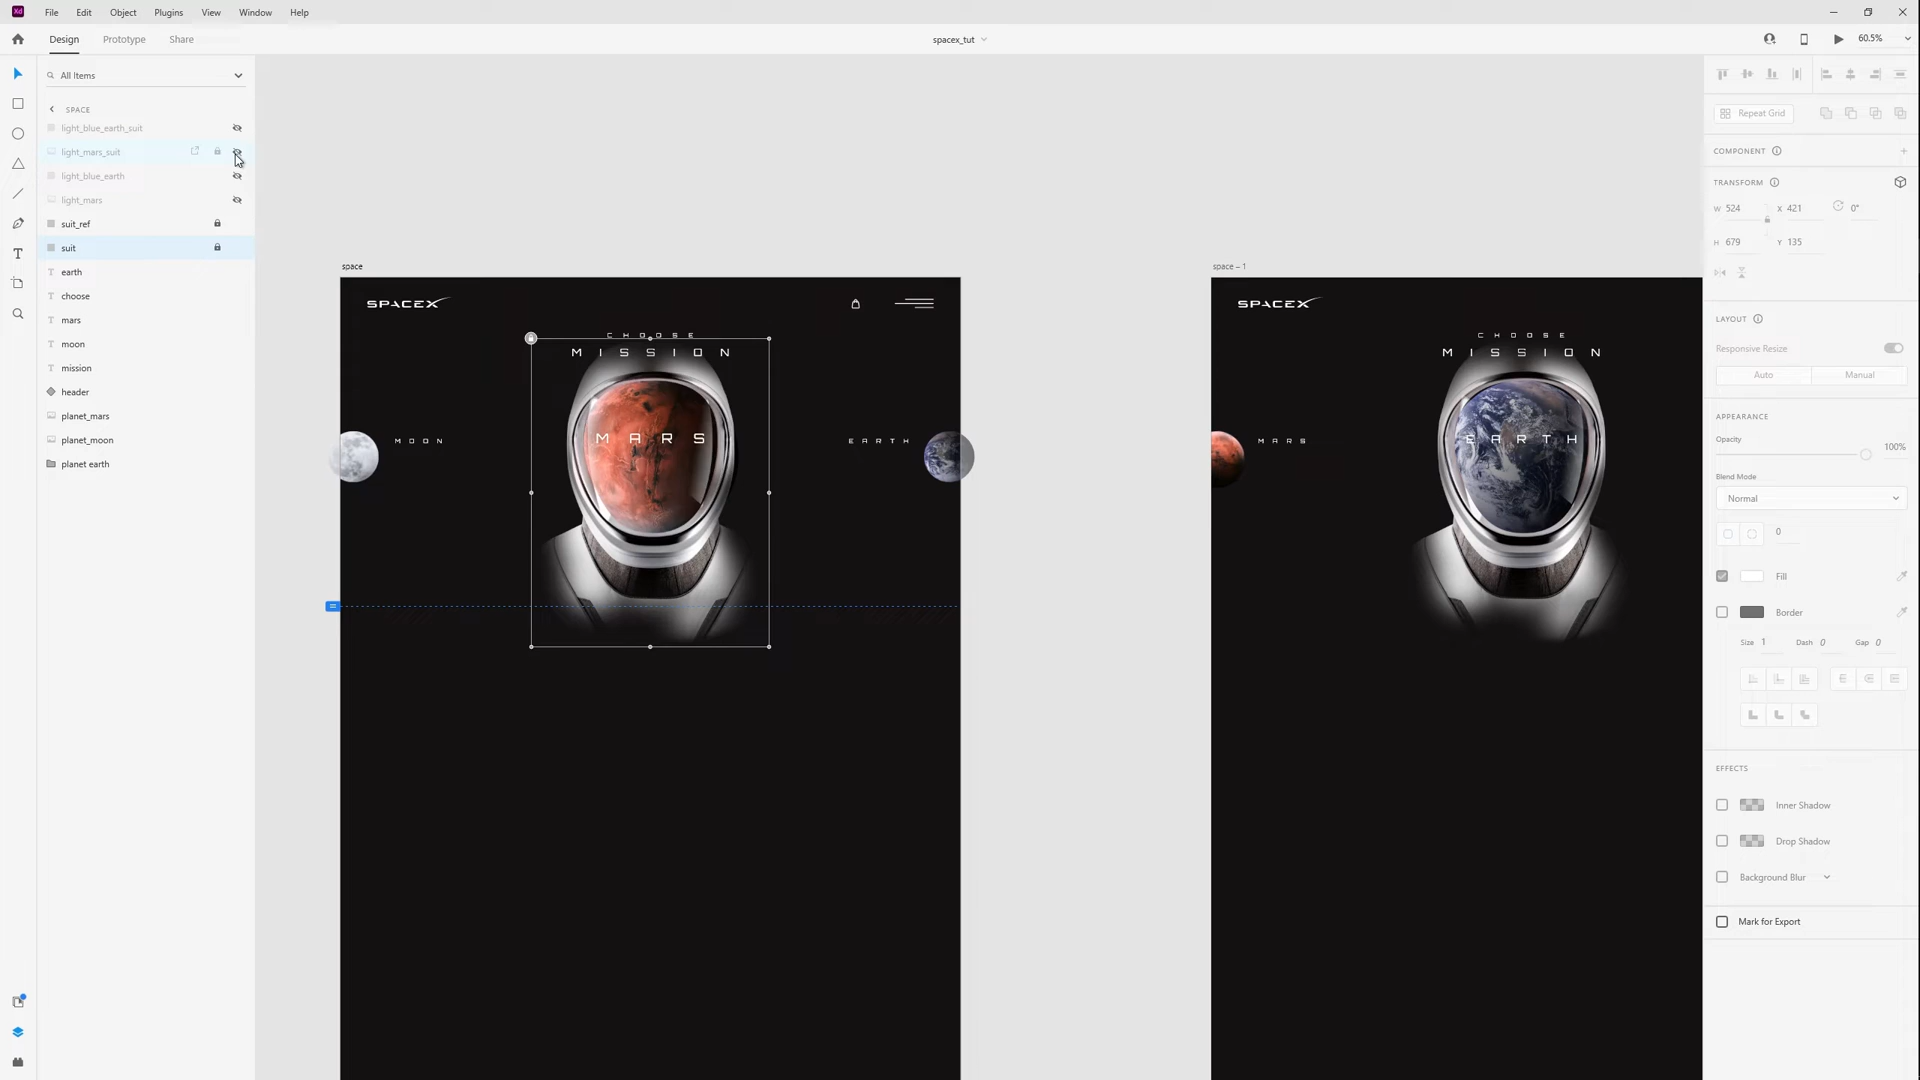 Xd File Edit Object Plugins View Window Help
Design Prototype Share spacex_tut 60.5%
All Items
SPACE
light_blue_earth_suit
light_mars_suit
light_blue_earth
light_mars
suit_ref
suit
earth
choose
mars
moon
mission
header
planet_mars
planet_moon
planet earth
space
SPACEX
CHOOSE
MISSION
MOON
MARS
EARTH
space – 1
SPACEX
CHOOSE
MISSION
MARS
EARTH
Repeat Grid
COMPONENT
TRANSFORM
W 524 X 421 0°
H 679 Y 135
LAYOUT
Responsive Resize
Auto Manual
APPEARANCE
Opacity
100%
Blend Mode
Normal
0
Fill
Border
Size 1 Dash 0 Gap 0
EFFECTS
Inner Shadow
Drop Shadow
Background Blur
Mark for Export